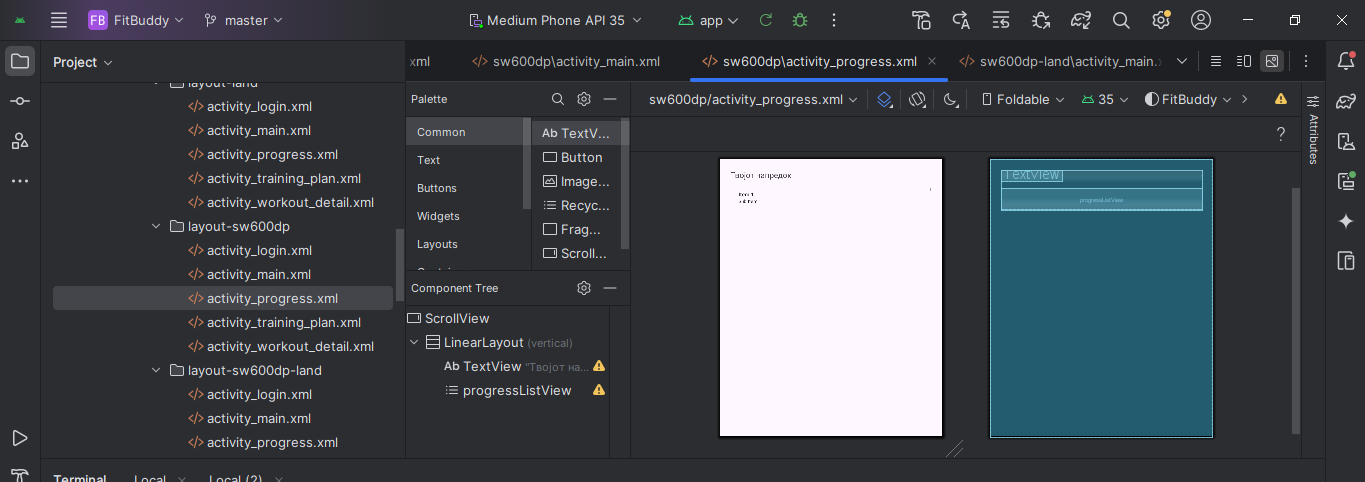 FB FitBuddy master Medium Phone API 35 app
Project
xml sw600dp\activity_main.xml sw600dp\activity_progress.xml sw600dp-land\activity_main.
layout-land
activity_login.xml
activity_main.xml
activity_progress.xml
activity_training_plan.xml
activity_workout_detail.xml
layout-sw600dp
activity_login.xml
activity_main.xml
activity_progress.xml
activity_training_plan.xml
activity_workout_detail.xml
layout-sw600dp-land
activity_login.xml
activity_main.xml
activity_progress.xml
Palette
Common
Text
Buttons
Widgets
Layouts
Ab TextV...
Button
Image...
Recyc...
Frag...
Scroll...
Component Tree
ScrollView
LinearLayout (vertical)
Ab TextView "Твојот на...
progressListView
sw600dp/activity_progress.xml Foldable 35 FitBuddy
?
Твојот напредок
Item 1
TextView
progressListView
Attributes
Terminal Local Local (2)